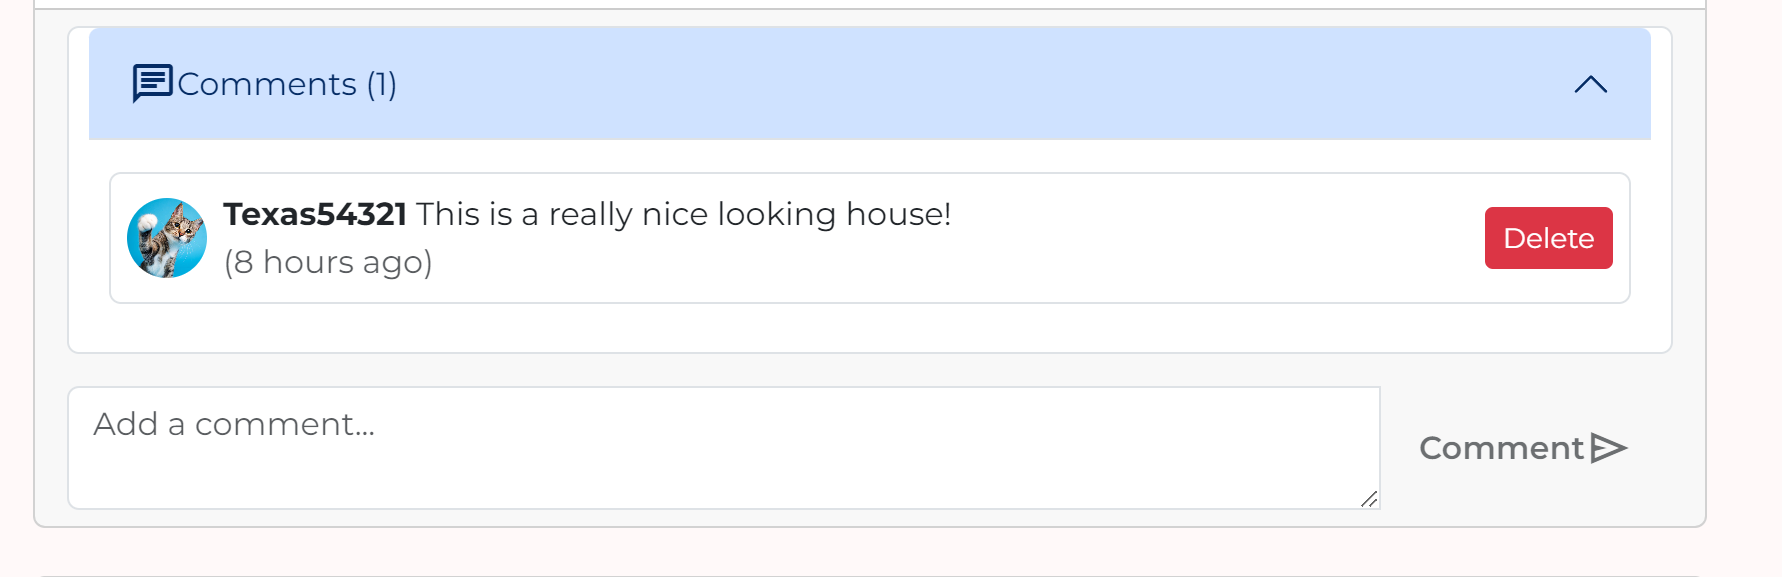 Comments (1)
Texas54321 This is a really nice looking house!
(8 hours ago)
Delete
Add a comment...
Comment